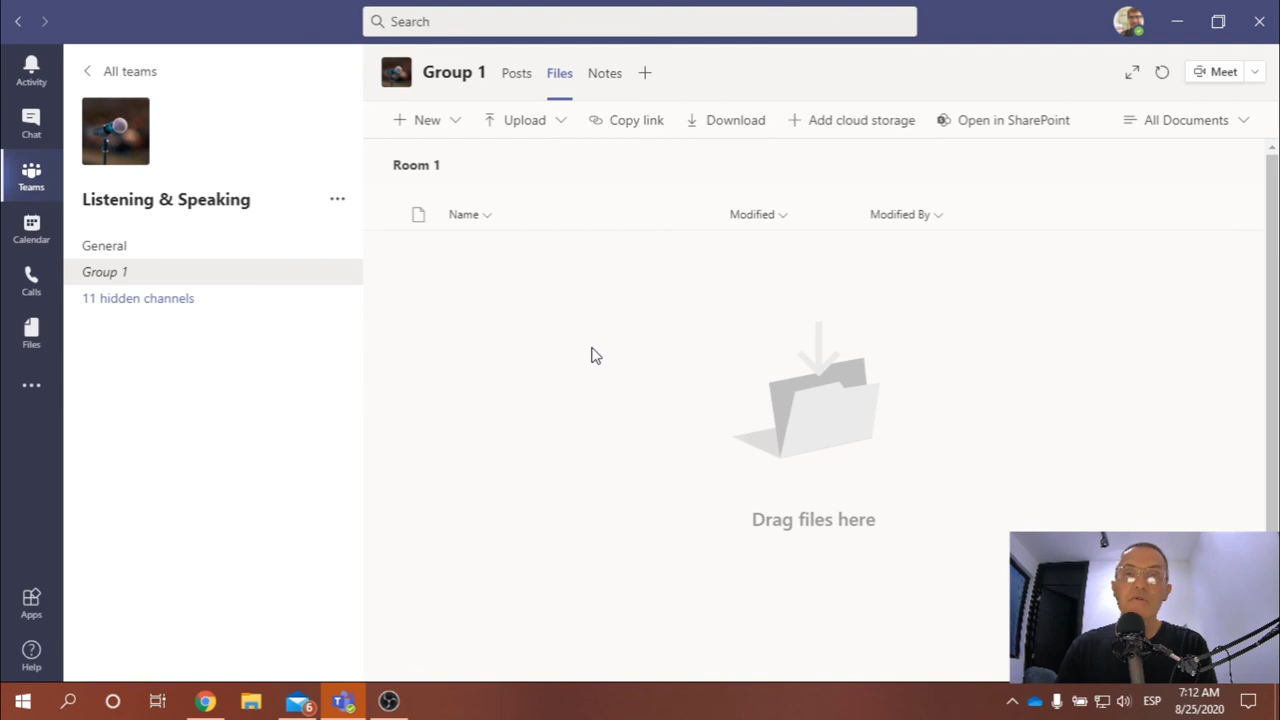 Search
Activity
Chat
Teams
Calendar
Calls
Files
Apps
Help
All teams
Listening & Speaking
General
Group 1
11 hidden channels
Group 1 Posts Files Notes
Meet
New Upload Copy link Download Add cloud storage Open in SharePoint All Documents
Room 1
Name Modified Modified By
Drag files here
6
ESP
7:12 AM
8/25/2020